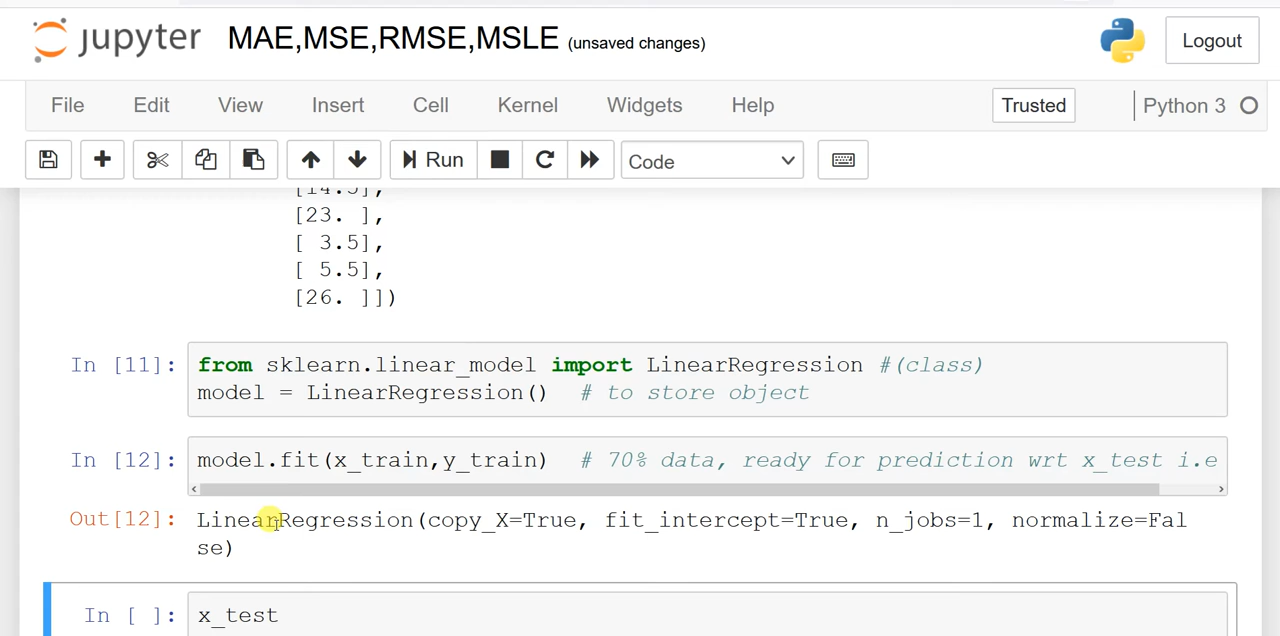 jupyter MAE,MSE,RMSE,MSLE (unsaved changes) Logout
File Edit View Insert Cell Kernel Widgets Help Trusted Python 3
Run Code
[14.5],
[23. ],
[ 3.5],
[ 5.5],
[26. ]])
In [11]: from sklearn.linear_model import LinearRegression #(class)
model = LinearRegression() # to store object
In [12]: model.fit(x_train,y_train) # 70% data, ready for prediction wrt x_test i.e
Out[12]: LinearRegression(copy_X=True, fit_intercept=True, n_jobs=1, normalize=Fal
se)
In [ ]: x_test